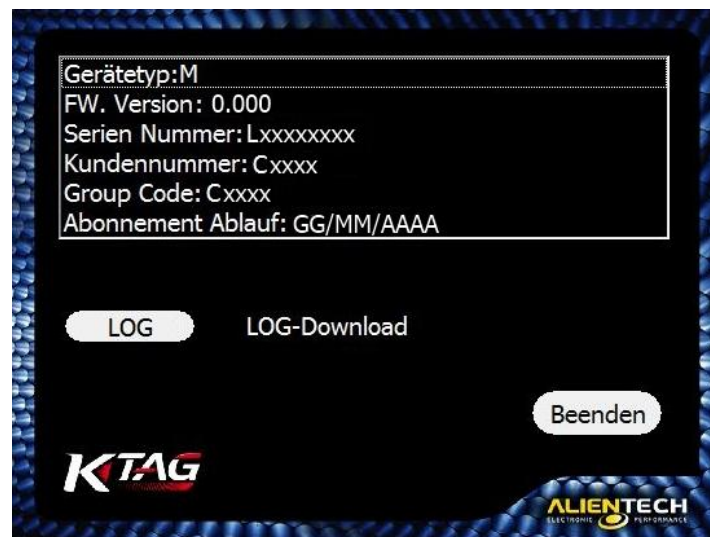 Gerätetyp:M
FW. Version: 0.000
Serien Nummer:Lxxxxxxxx
Kundennummer: Cxxxx
Group Code: Cxxxx
Abonnement Ablauf: GG/MM/AAAA
LOG LOG-Download
Beenden
KTAG
ALIENTECH
ELECTRONIC PERFORMANCE